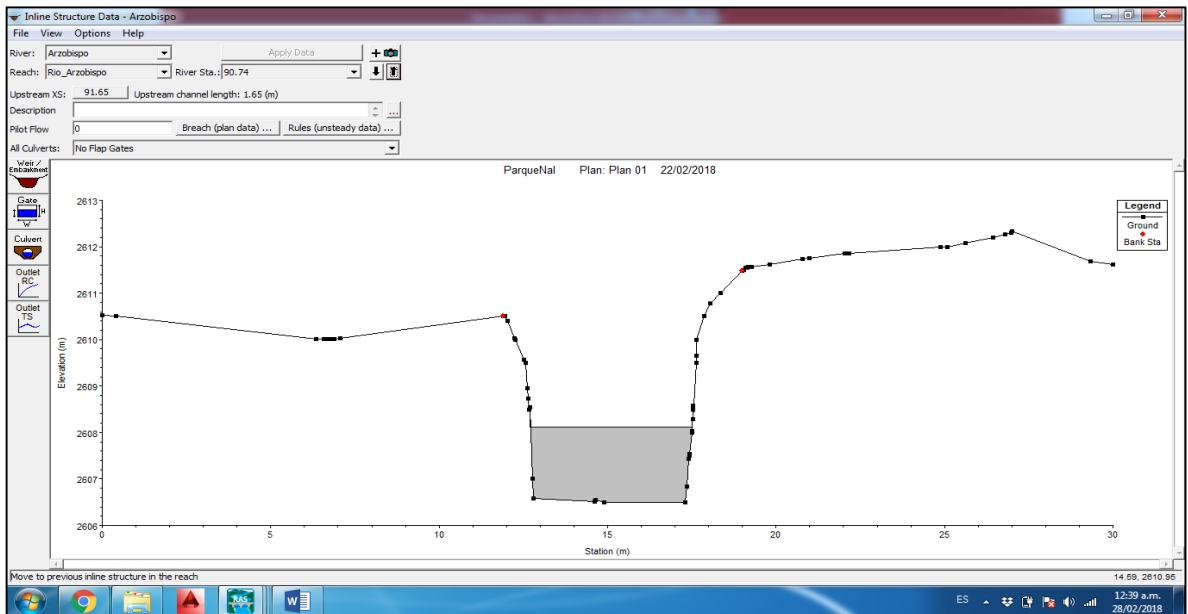 Inline Structure Data - Arzobispo
File View Options Help
River: Arzobispo Apply Data
Reach: Rio_Arzobispo River Sta.: 90.74
Upstream XS: 91.65 Upstream channel length: 1.65 (m)
Description ...
Pilot Flow 0 Breach (plan data) ... Rules (unsteady data) ...
All Culverts: No Flap Gates
Weir / Embankment
Gate
H
W
Culvert
Outlet RC
Outlet TS
ParqueNal Plan: Plan 01 22/02/2018
Legend
Ground
Bank Sta
2613
2612
2611
2610
2609
2608
2607
2606
Elevation (m)
0 5 10 15 20 25 30
Station (m)
Move to previous inline structure in the reach 14.59, 2610.95
RAS
W
ES 12:39 a.m.
28/02/2018